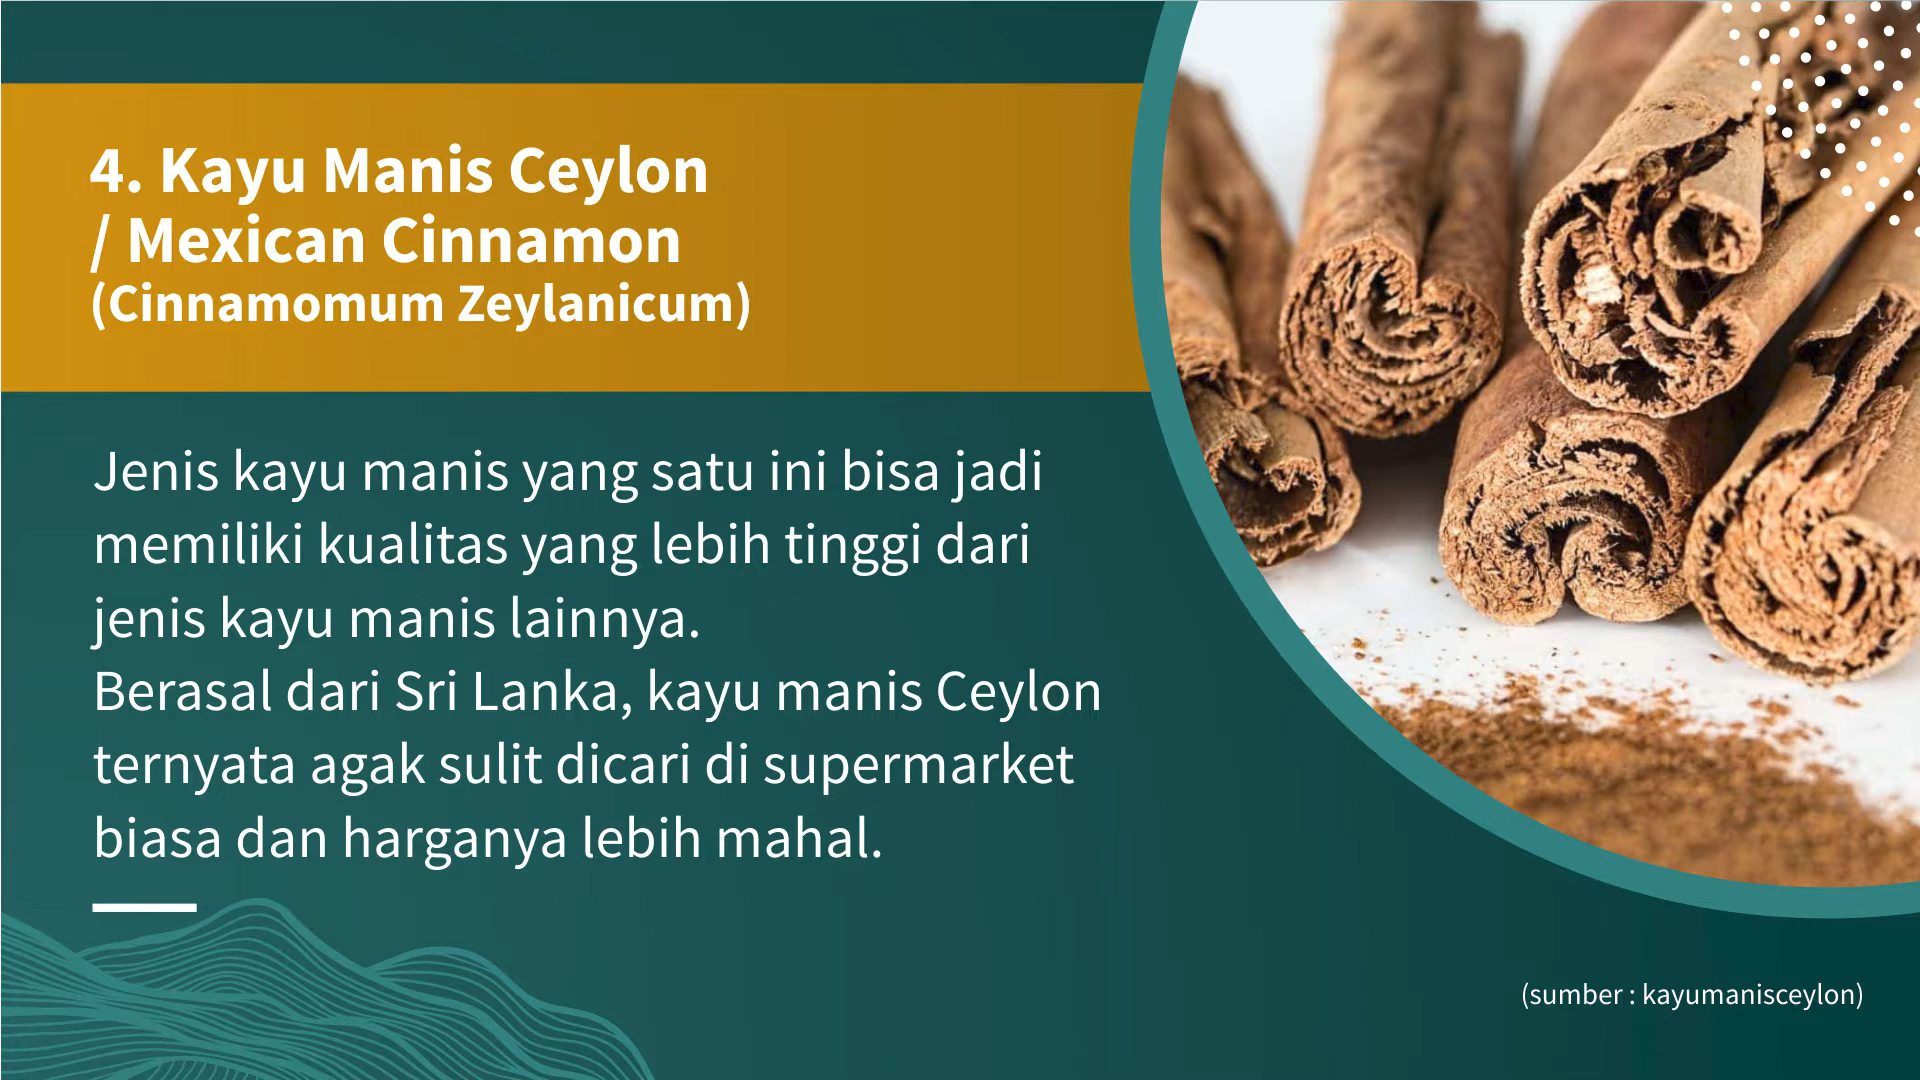 4. Kayu Manis Ceylon
/ Mexican Cinnamon
(Cinnamomum Zeylanicum)
Jenis kayu manis yang satu ini bisa jadi
memiliki kualitas yang lebih tinggi dari
jenis kayu manis lainnya.
Berasal dari Sri Lanka, kayu manis Ceylon
ternyata agak sulit dicari di supermarket
biasa dan harganya lebih mahal.
(sumber : kayumanisceylon)